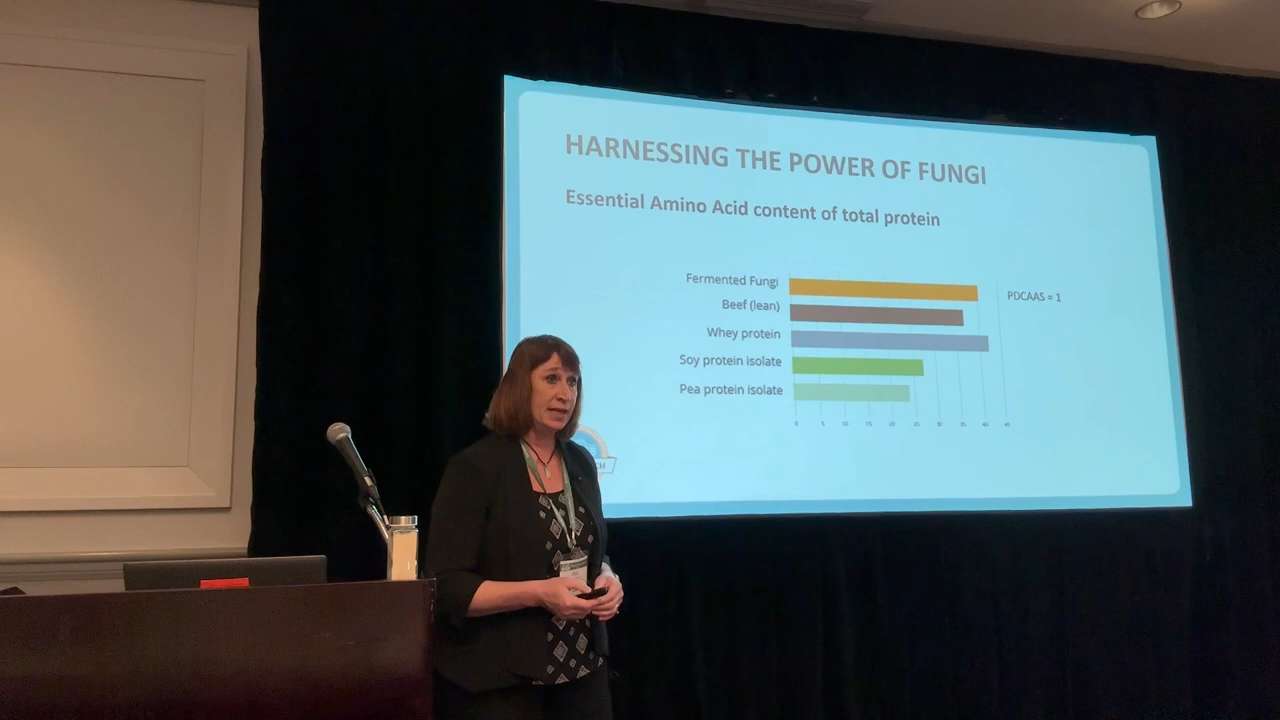 HARNESSING THE POWER OF FUNGI
Essential Amino Acid content of total protein
Fermented Fungi
PDCAAS = 1
Beef (lean)
Whey protein
Soy protein isolate
Pea protein isolate
0 5 10 15 20 25 30 35 40 45
CH